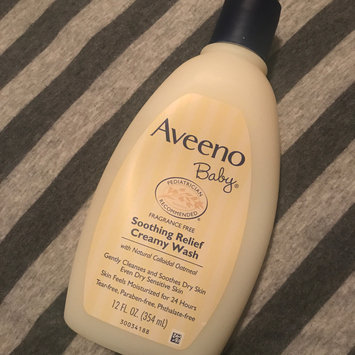 Aveeno
Baby®
PEDIATRICIAN
RECOMMENDED
FRAGRANCE FREE
Soothing Relief
Creamy Wash
with Natural Colloidal Oatmeal
Gently Cleanses and Soothes Dry Skin
Even Dry Sensitive Skin
Skin Feels Moisturized for 24 Hours
Tear-free, Paraben-free, Phthalate-free
12 FL. OZ. (354 mL)
30034188